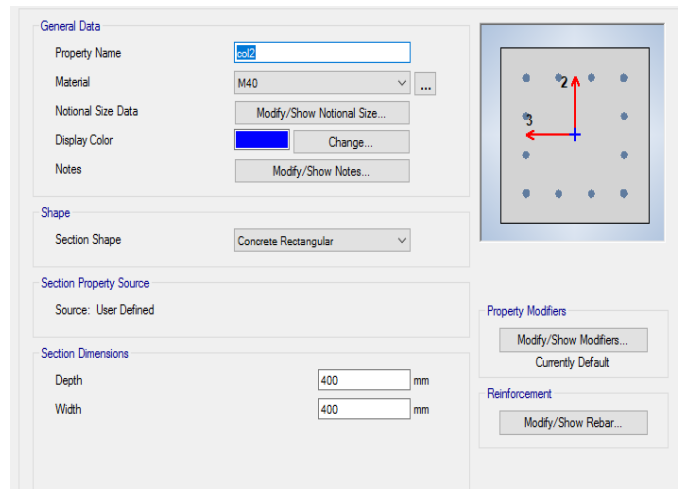 General Data
Property Name col2
Material M40 ...
Notional Size Data Modify/Show Notional Size...
Display Color Change...
Notes Modify/Show Notes...
2
3
Shape
Section Shape Concrete Rectangular
Section Property Source
Source: User Defined
Property Modifiers
Modify/Show Modifiers...
Currently Default
Section Dimensions
Depth 400 mm
Width 400 mm
Reinforcement
Modify/Show Rebar...